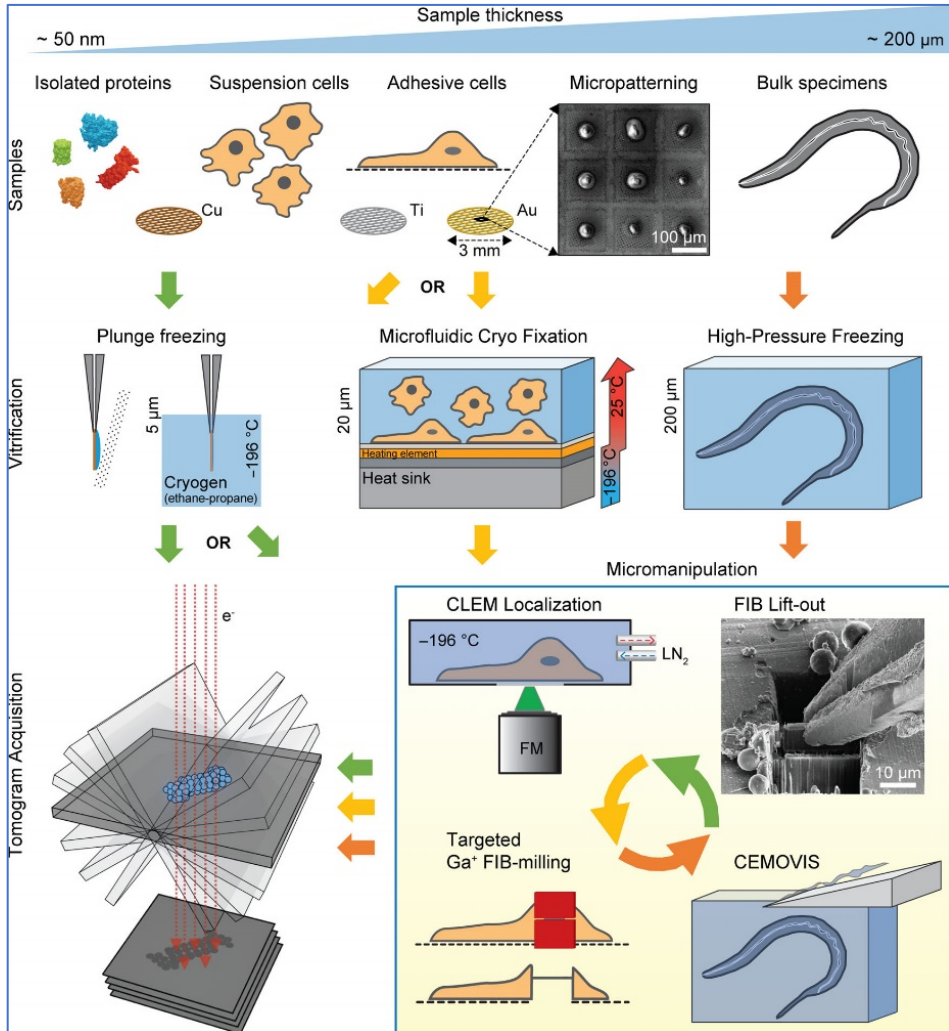 Sample thickness
~ 50 nm
~ 200 µm
Isolated proteins
Suspension cells
Adhesive cells
Micropatterning
Bulk specimens
Samples
Cu
Ti
Au
3 mm
100 µm
OR
Plunge freezing
Microfluidic Cryo Fixation
High-Pressure Freezing
Vitrification
5 µm
−196 °C
Cryogen
(ethane-propane)
20 µm
Heating element
Heat sink
25 °C
−196 °C
200 µm
OR
Micromanipulation
Tomogram Acquisition
e-
CLEM Localization
FIB Lift-out
−196 °C
LN2
FM
10 µm
Targeted
Ga+ FIB-milling
CEMOVIS